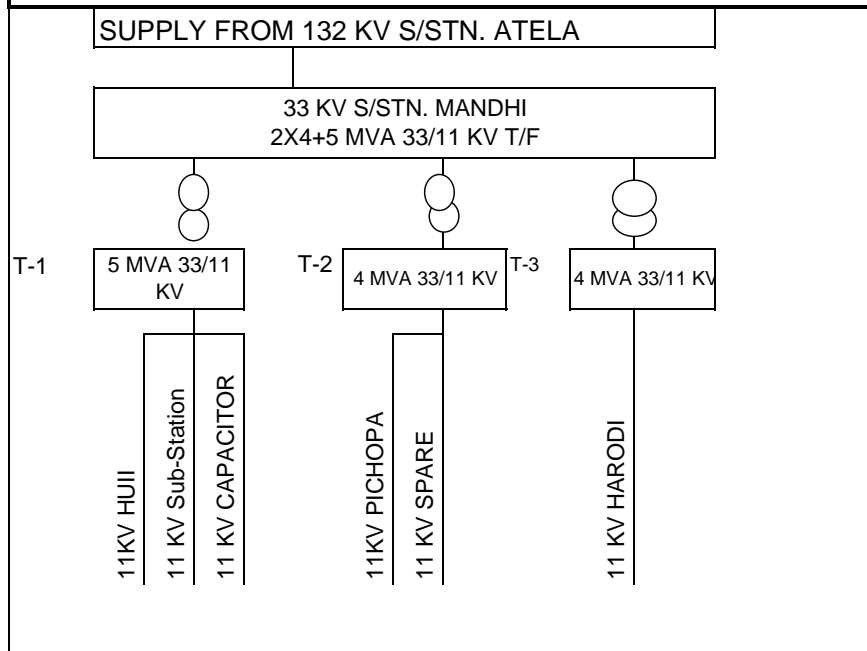 SUPPLY FROM 132 KV S/STN. ATELA
33 KV S/STN. MANDHI
2X4+5 MVA 33/11 KV T/F
T-1
5 MVA 33/11
KV
T-2
4 MVA 33/11 KV
T-3
4 MVA 33/11 KV
11KV HUII
11 KV Sub-Station
11 KV CAPACITOR
11KV PICHOPA
11 KV SPARE
11 KV HARODI